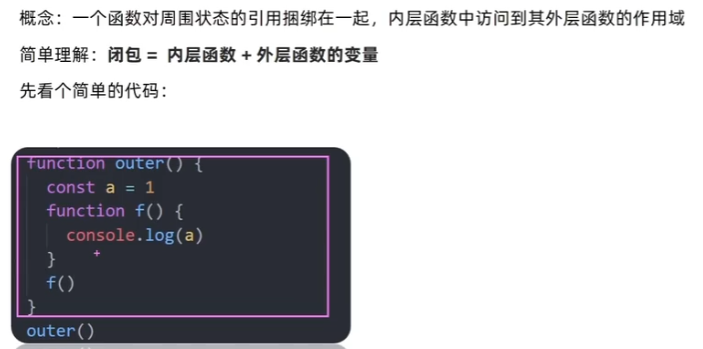 概念：一个函数对周围状态的引用捆绑在一起，内层函数中访问到其外层函数的作用域
简单理解：闭包 = 内层函数 + 外层函数的变量
先看个简单的代码：
function outer() {
const a = 1
function f() {
console.log(a)
}
f()
}
outer()